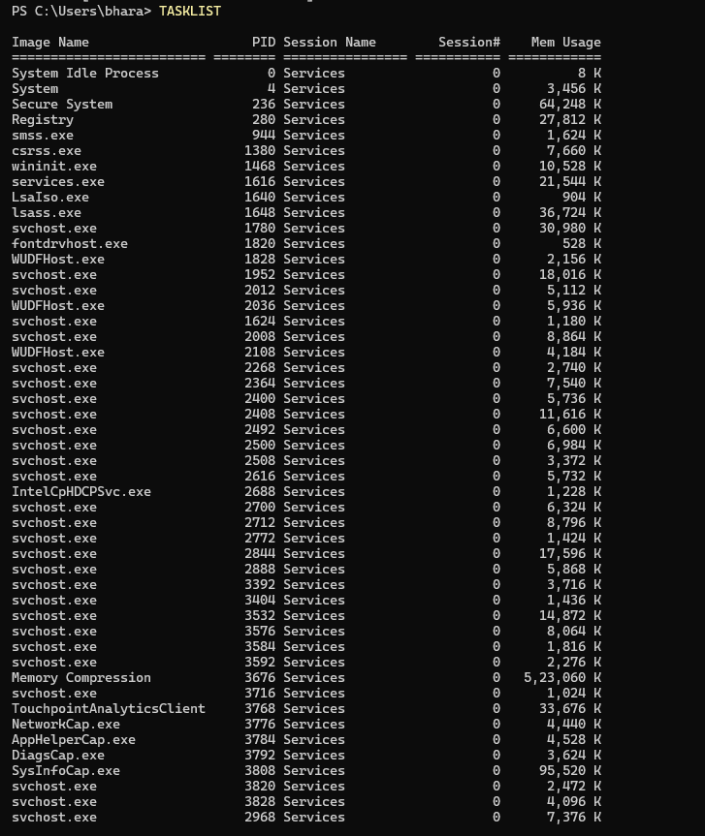 PS C:\Users\bhara> TASKLIST
Image Name                     PID Session Name        Session#    Mem Usage
========================= ======== ================ =========== ============
System Idle Process              0 Services                   0          8 K
System                           4 Services                   0      3,456 K
Secure System                  236 Services                   0     64,248 K
Registry                       280 Services                   0     27,812 K
smss.exe                       944 Services                   0      1,624 K
csrss.exe                     1380 Services                   0      7,660 K
wininit.exe                   1468 Services                   0     10,528 K
services.exe                  1616 Services                   0     21,544 K
LsaIso.exe                    1640 Services                   0        904 K
lsass.exe                     1648 Services                   0     36,724 K
svchost.exe                   1780 Services                   0     30,980 K
fontdrvhost.exe               1820 Services                   0        528 K
WUDFHost.exe                  1828 Services                   0      2,156 K
svchost.exe                   1952 Services                   0     18,016 K
svchost.exe                   2012 Services                   0      5,112 K
WUDFHost.exe                  2036 Services                   0      5,936 K
svchost.exe                   1624 Services                   0      1,180 K
svchost.exe                   2008 Services                   0      8,864 K
WUDFHost.exe                  2108 Services                   0      4,184 K
svchost.exe                   2268 Services                   0      2,740 K
svchost.exe                   2364 Services                   0      7,540 K
svchost.exe                   2400 Services                   0      5,736 K
svchost.exe                   2408 Services                   0     11,616 K
svchost.exe                   2492 Services                   0      6,600 K
svchost.exe                   2500 Services                   0      6,984 K
svchost.exe                   2508 Services                   0      3,372 K
svchost.exe                   2616 Services                   0      5,732 K
IntelCpHDCPSvc.exe            2688 Services                   0      1,228 K
svchost.exe                   2700 Services                   0      6,324 K
svchost.exe                   2712 Services                   0      8,796 K
svchost.exe                   2772 Services                   0      1,424 K
svchost.exe                   2844 Services                   0     17,596 K
svchost.exe                   2888 Services                   0      5,868 K
svchost.exe                   3392 Services                   0      3,716 K
svchost.exe                   3404 Services                   0      1,436 K
svchost.exe                   3532 Services                   0     14,872 K
svchost.exe                   3576 Services                   0      8,064 K
svchost.exe                   3584 Services                   0      1,816 K
svchost.exe                   3592 Services                   0      2,276 K
Memory Compression            3676 Services                   0   5,23,060 K
svchost.exe                   3716 Services                   0      1,024 K
TouchpointAnalyticsClient     3768 Services                   0     33,676 K
NetworkCap.exe                3776 Services                   0      4,440 K
AppHelperCap.exe              3784 Services                   0      4,528 K
DiagsCap.exe                  3792 Services                   0      3,624 K
SysInfoCap.exe                3808 Services                   0     95,520 K
svchost.exe                   3820 Services                   0      2,472 K
svchost.exe                   3828 Services                   0      4,096 K
svchost.exe                   2968 Services                   0      7,376 K